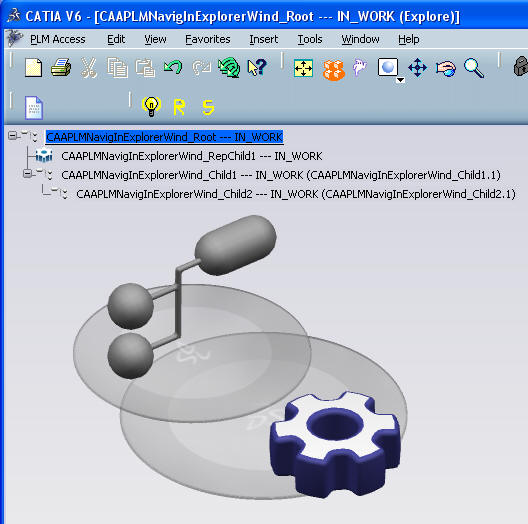 CATIA V6 - [CAAPLMNavigInExplorerWind_Root --- IN_WORK (Explore)]
PLM Access Edit View Favorites Insert Tools Window Help
R S
CAAPLMNavigInExplorerWind_Root --- IN_WORK
CAAPLMNavigInExplorerWind_RepChild1 --- IN_WORK
CAAPLMNavigInExplorerWind_Child1 --- IN_WORK (CAAPLMNavigInExplorerWind_Child1.1)
CAAPLMNavigInExplorerWind_Child2 --- IN_WORK (CAAPLMNavigInExplorerWind_Child2.1)